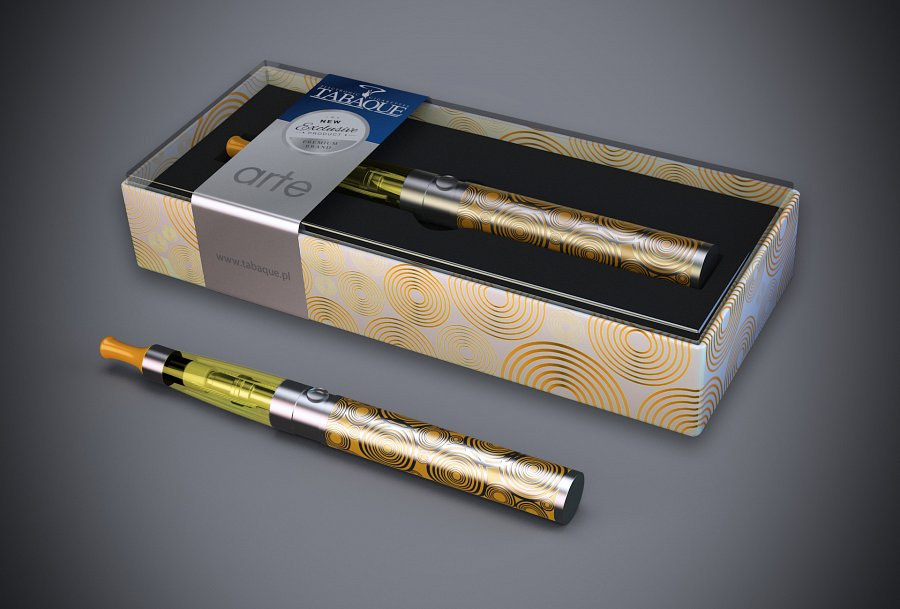 TABAQUE
NEW
Exclusive
PRODUCT
PREMIUM
BRAND
arte
www.tabaque.pl